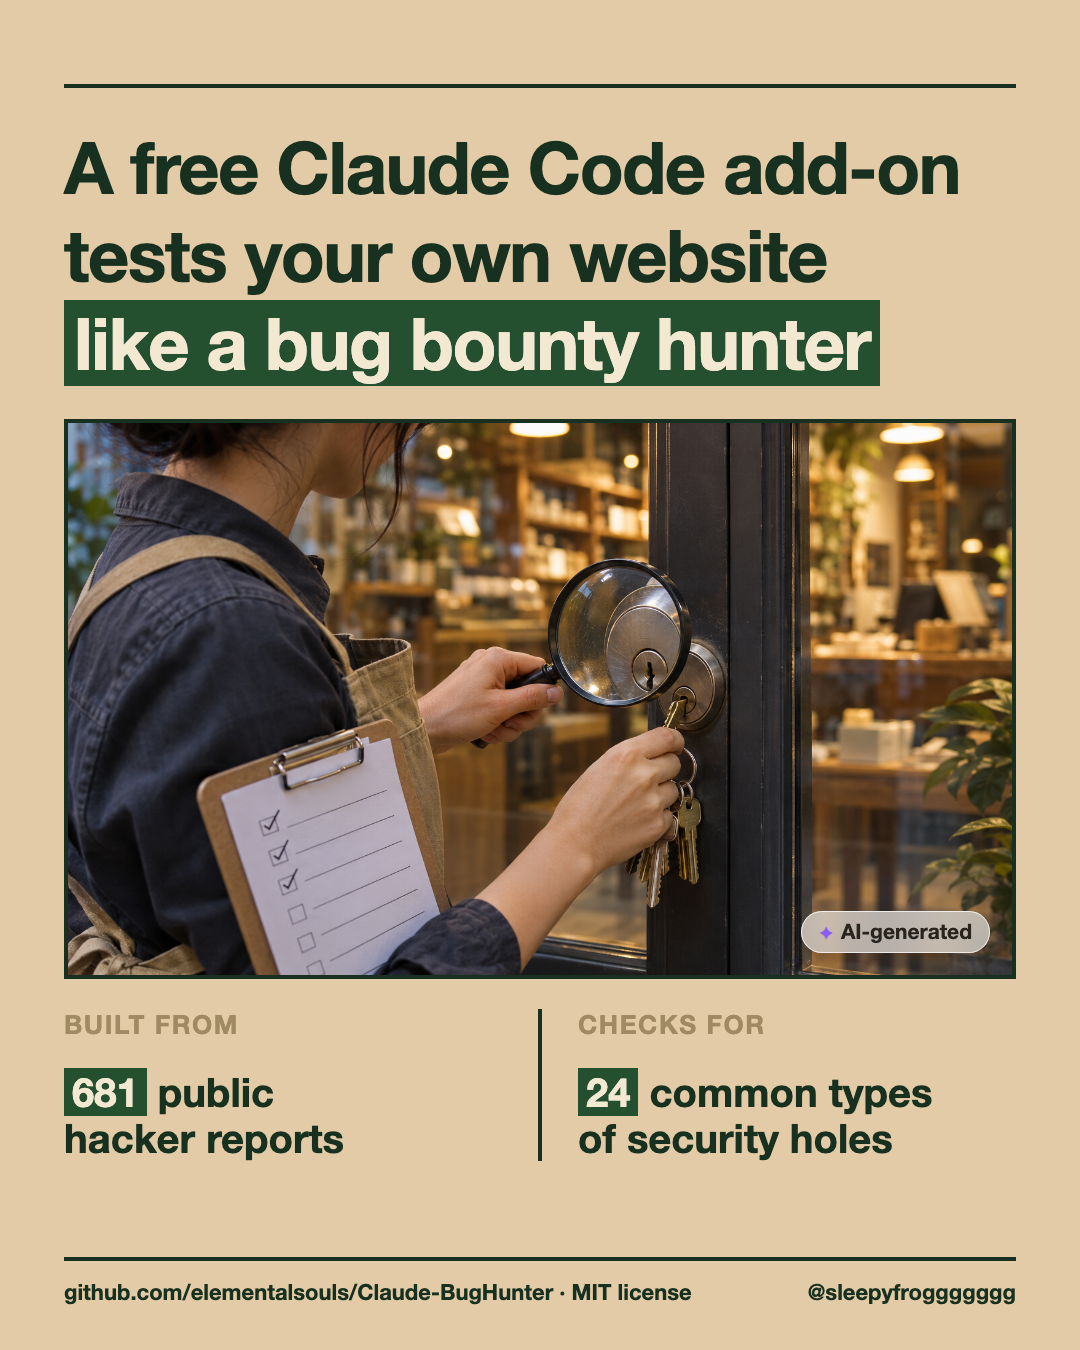 A free Claude Code add-on
tests your own website
like a bug bounty hunter
AI-generated
BUILT FROM
681 public
hacker reports
CHECKS FOR
24 common types
of security holes
github.com/elementalsouls/Claude-BugHunter · MIT license
@sleepyfrogggggggg